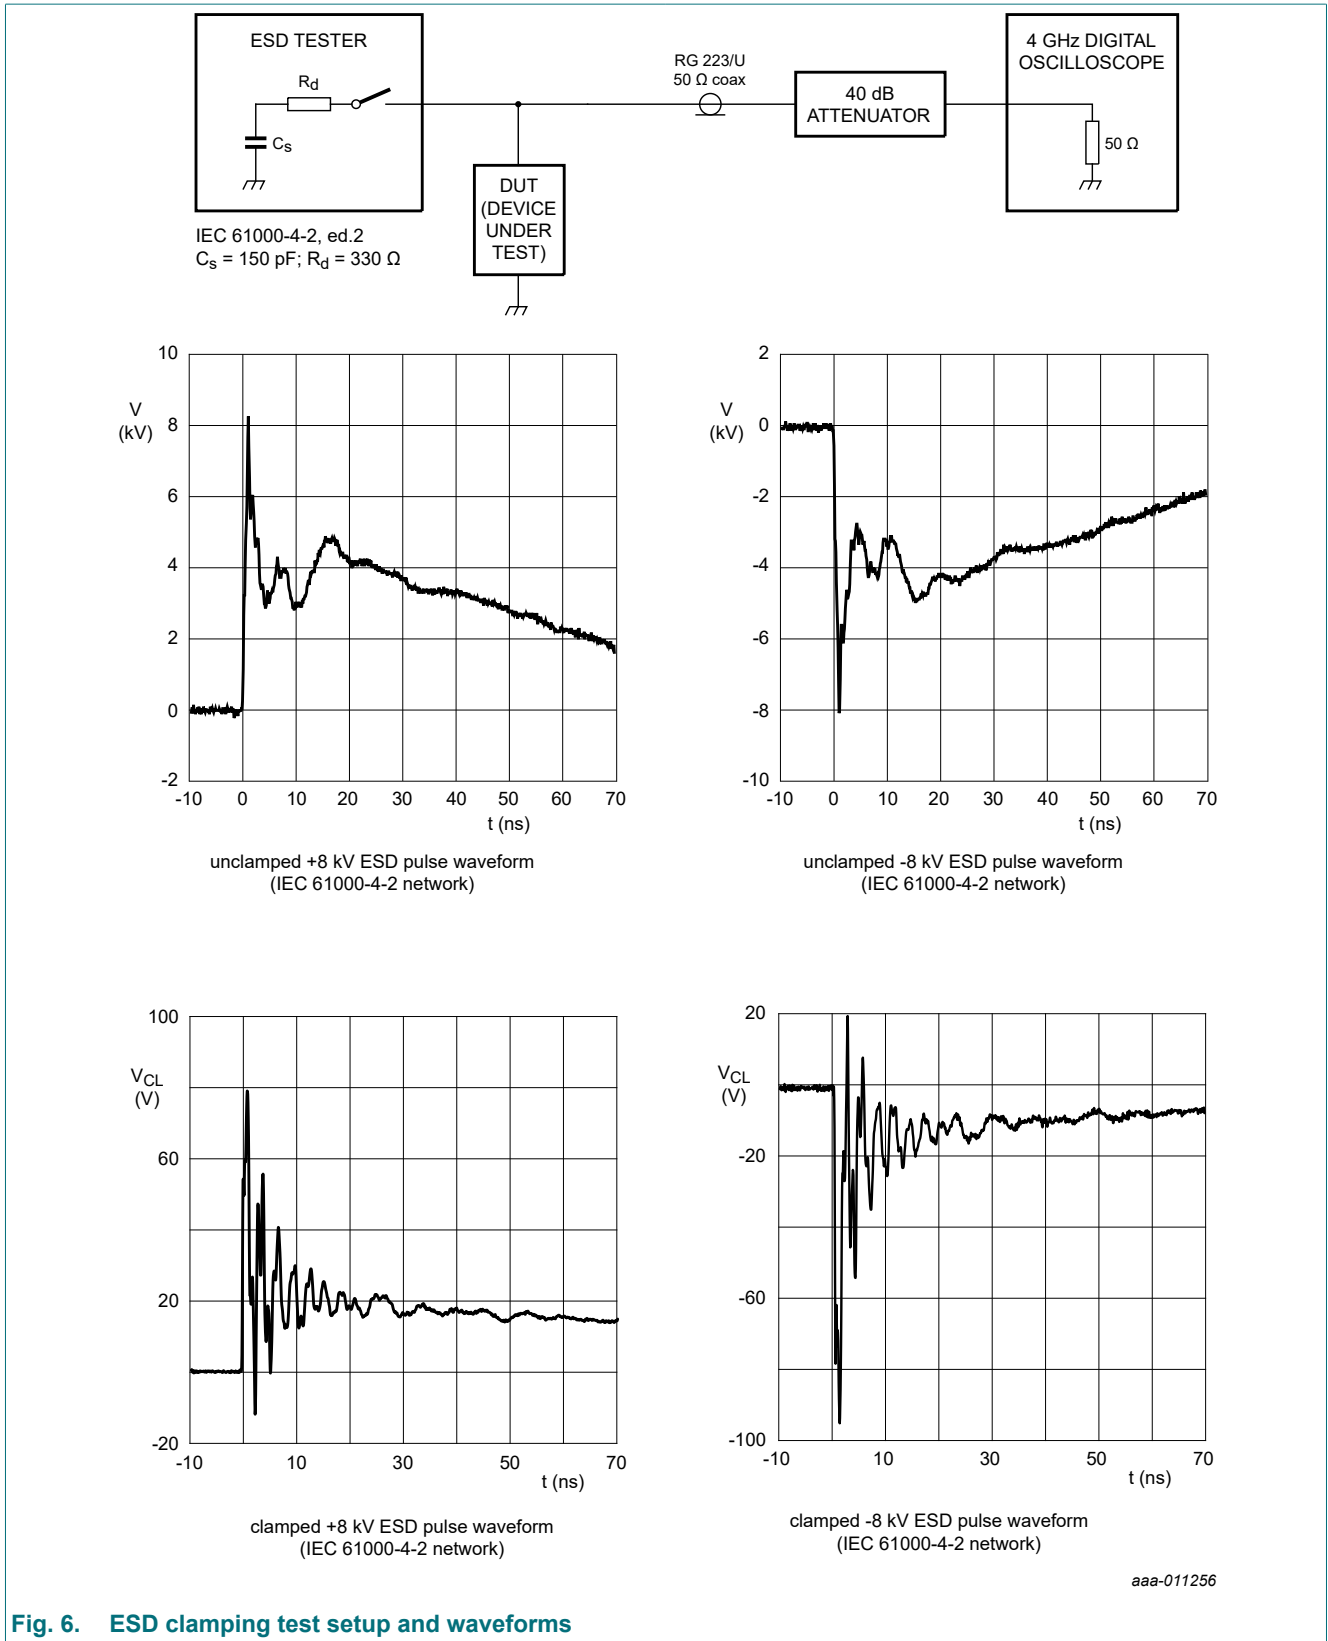 ESD TESTER
Rd
Cs
IEC 61000-4-2, ed.2
Cs = 150 pF; Rd = 330 Ω
DUT
(DEVICE
UNDER
TEST)
RG 223/U
50 Ω coax
40 dB
ATTENUATOR
4 GHz DIGITAL
OSCILLOSCOPE
50 Ω
10
8
6
4
2
0
-2
V
(kV)
-10 0 10 20 30 40 50 60 70
t (ns)
unclamped +8 kV ESD pulse waveform
(IEC 61000-4-2 network)
2
0
-2
-4
-6
-8
-10
V
(kV)
-10 0 10 20 30 40 50 60 70
t (ns)
unclamped -8 kV ESD pulse waveform
(IEC 61000-4-2 network)
100
60
20
-20
VCL
(V)
-10 10 30 50 70
t (ns)
clamped +8 kV ESD pulse waveform
(IEC 61000-4-2 network)
20
-20
-60
-100
VCL
(V)
-10 10 30 50 70
t (ns)
clamped -8 kV ESD pulse waveform
(IEC 61000-4-2 network)
aaa-011256
Fig. 6. ESD clamping test setup and waveforms